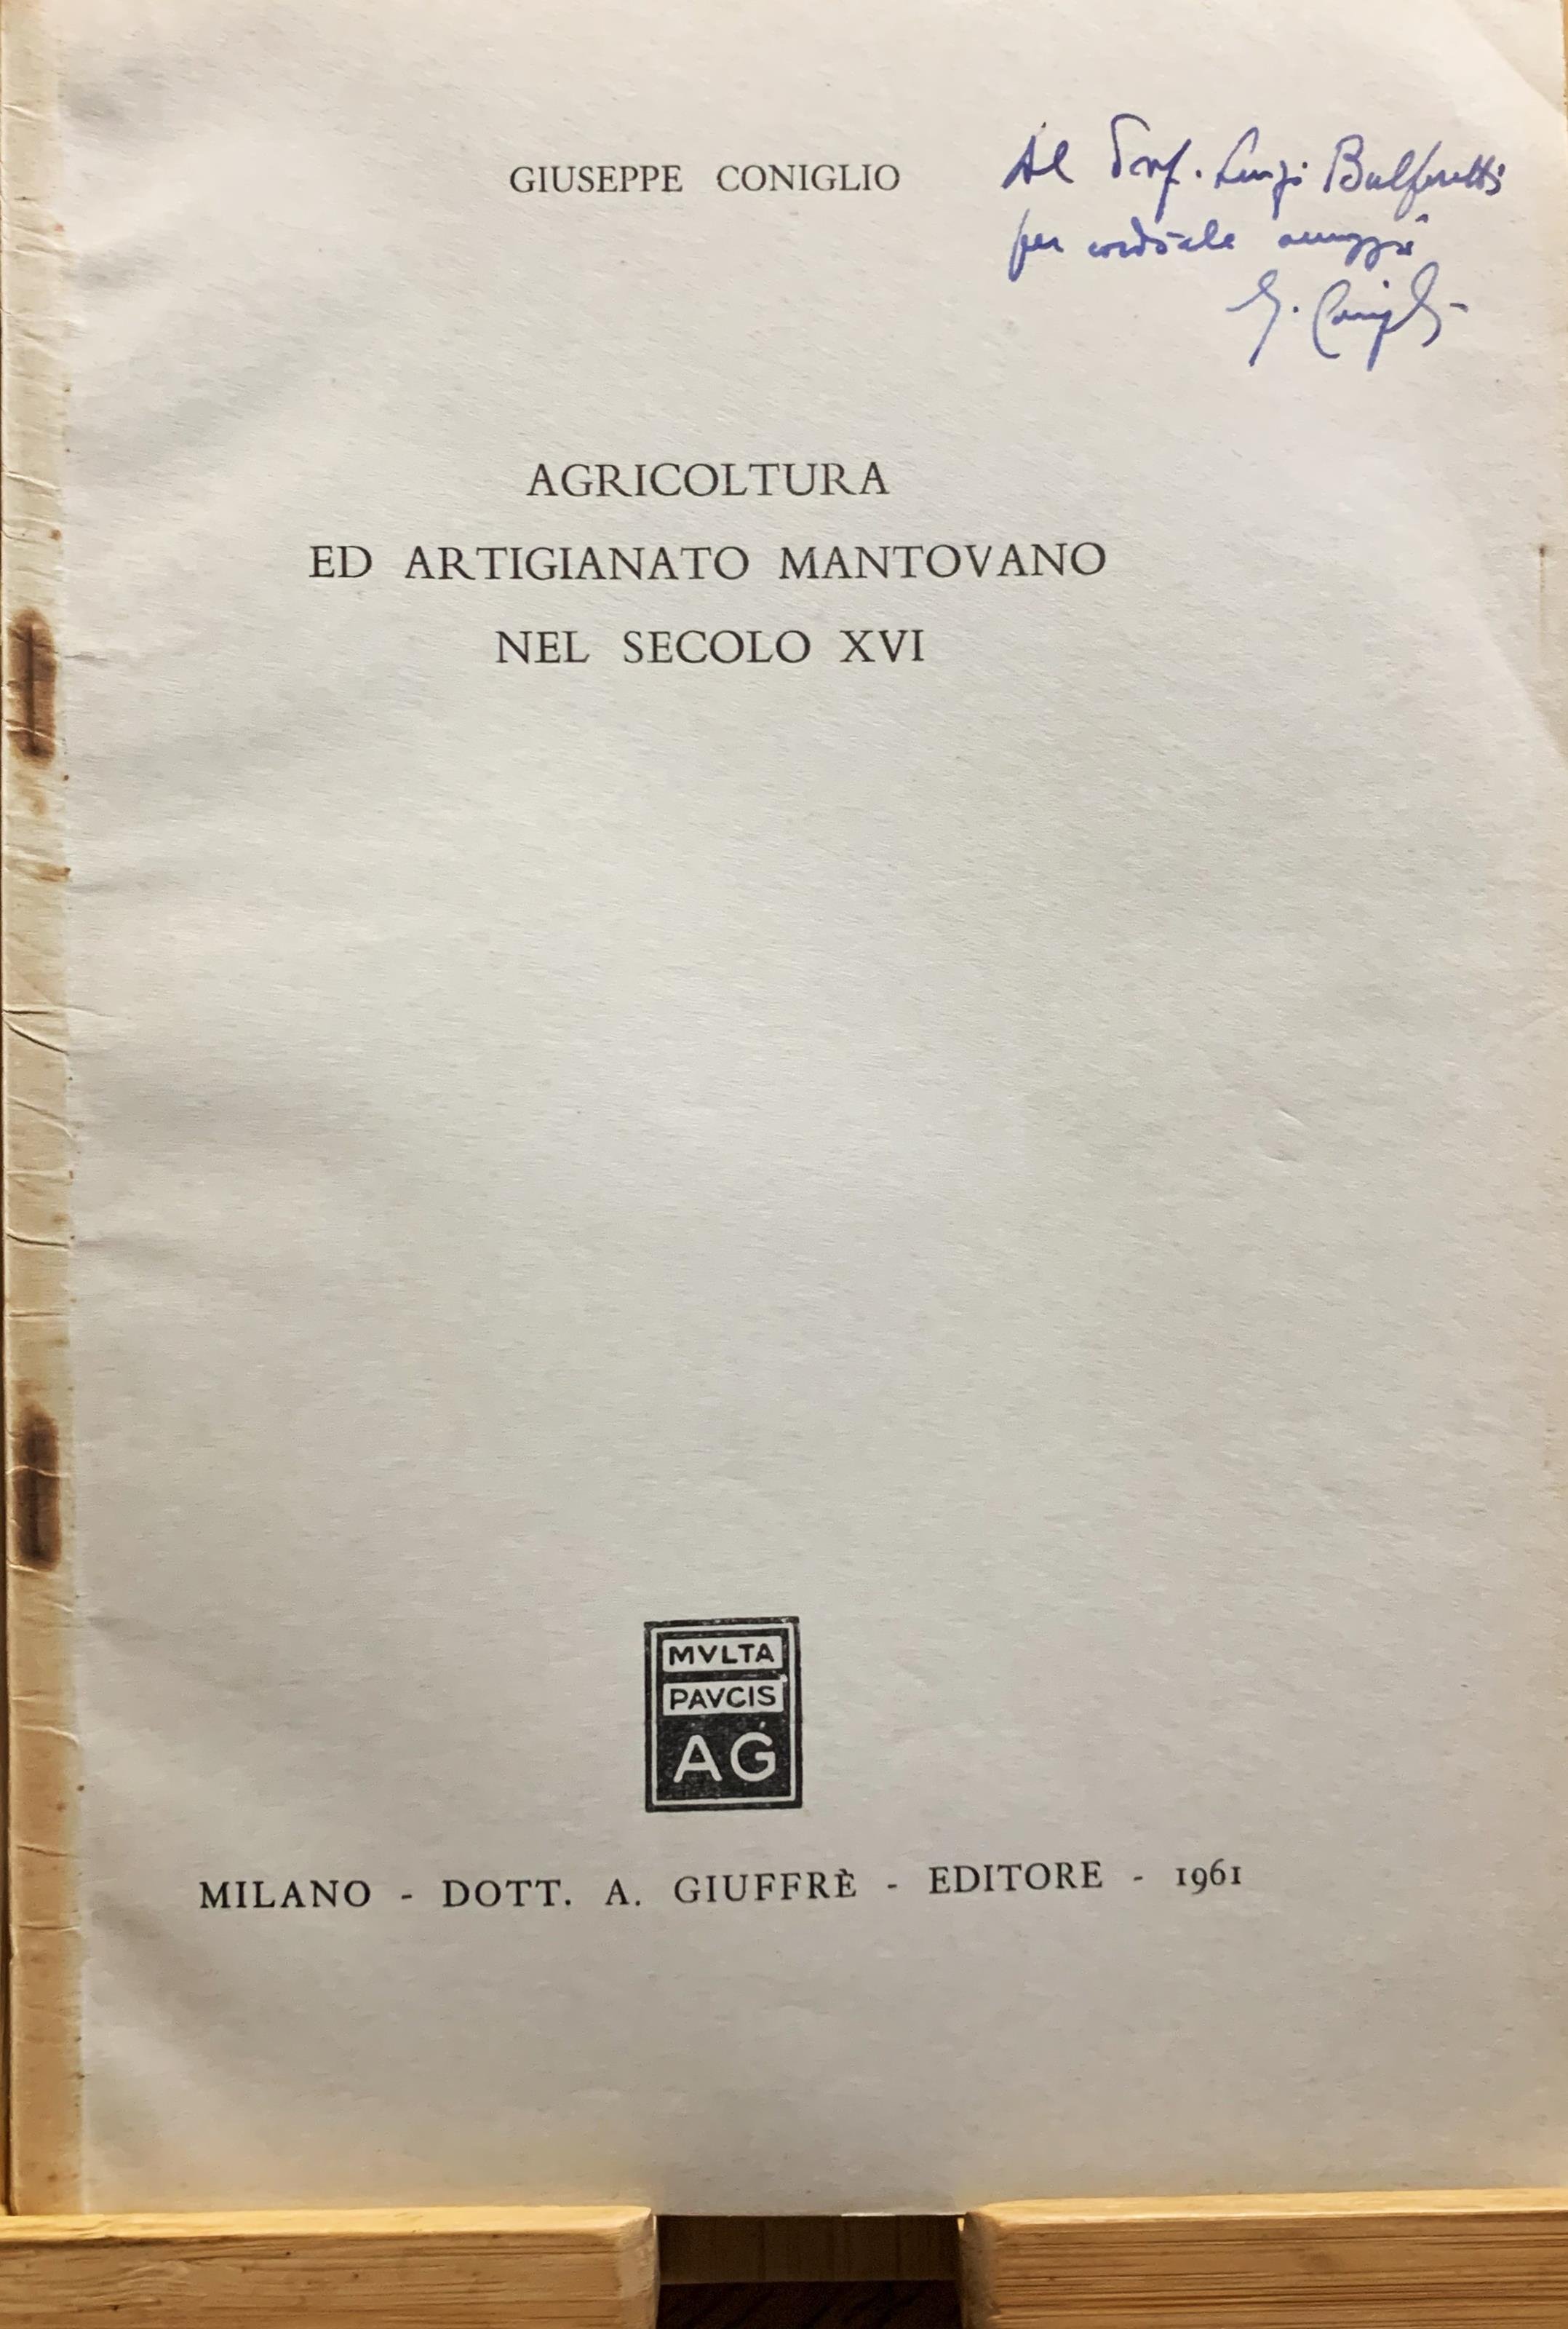 GIUSEPPE CONIGLIO
Al Prof. Luigi Bulferetti
per cordiale omaggio
G. Coniglio
AGRICOLTURA
ED ARTIGIANATO MANTOVANO
NEL SECOLO XVI
MVLTA
PAVCIS
AG
MILANO - DOTT. A. GIUFFRÈ - EDITORE - 1961